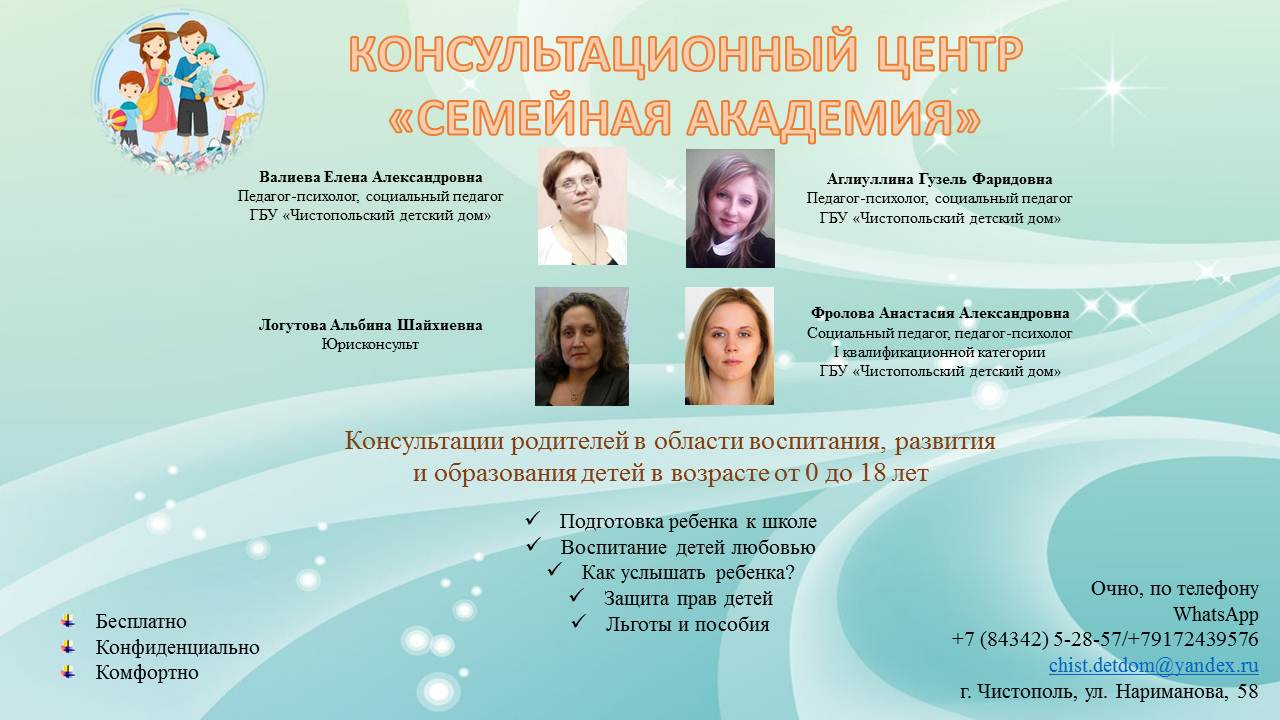 КОНСУЛЬТАЦИОННЫЙ ЦЕНТР
«СЕМЕЙНАЯ АКАДЕМИЯ»
Валиева Елена Александровна
Педагог-психолог, социальный педагог
ГБУ «Чистопольский детский дом»
Аглиуллина Гузель Фаридовна
Педагог-психолог, социальный педагог
ГБУ «Чистопольский детский дом»
Логутова Альбина Шайхиевна
Юрисконсульт
Фролова Анастасия Александровна
Социальный педагог, педагог-психолог
I квалификационной категории
ГБУ «Чистопольский детский дом»
Консультации родителей в области воспитания, развития
и образования детей в возрасте от 0 до 18 лет
✓ Подготовка ребенка к школе
✓ Воспитание детей любовью
✓ Как услышать ребенка?
✓ Защита прав детей
✓ Льготы и пособия
Бесплатно
Конфиденциально
Комфортно
Очно, по телефону
WhatsApp
+7 (84342) 5-28-57/+79172439576
chist.detdom@yandex.ru
г. Чистополь, ул. Нариманова, 58